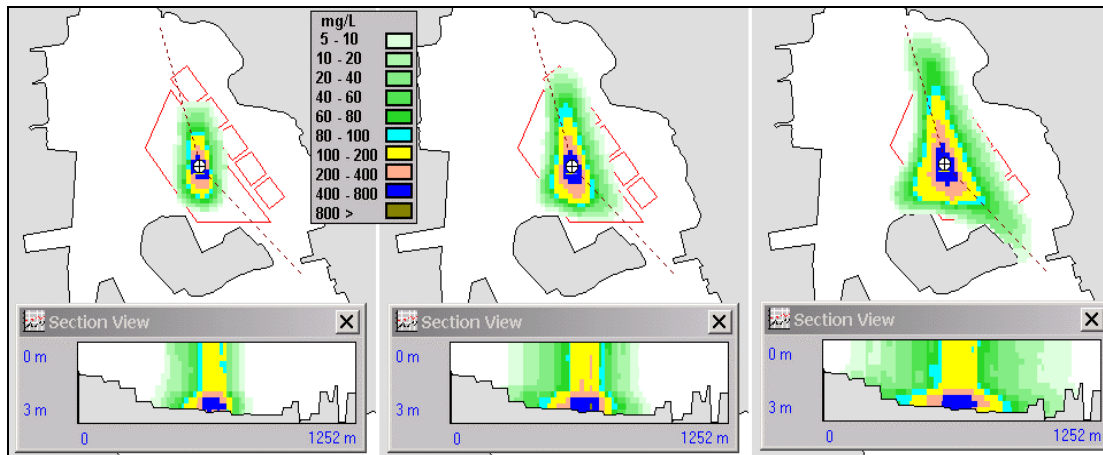 mg/L
5 - 10
10 - 20
20 - 40
40 - 60
60 - 80
80 - 100
100 - 200
200 - 400
400 - 800
800 >
Section View
0 m
3 m
0
1252 m
Section View
0 m
3 m
0
1252 m
Section View
0 m
3 m
0
1252 m